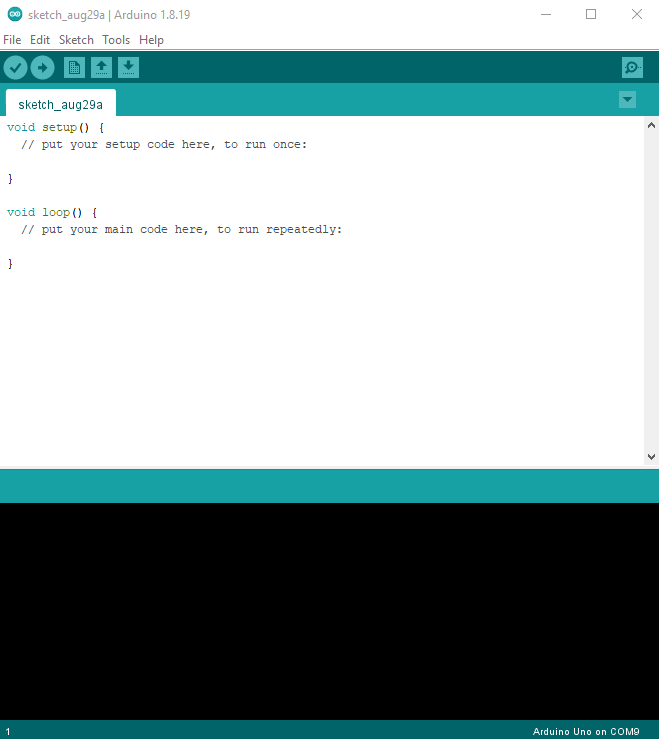 sketch_aug29a | Arduino 1.8.19
File Edit Sketch Tools Help
sketch_aug29a
void setup() {
  // put your setup code here, to run once:
}
void loop() {
  // put your main code here, to run repeatedly:
}
1
Arduino Uno on COM9